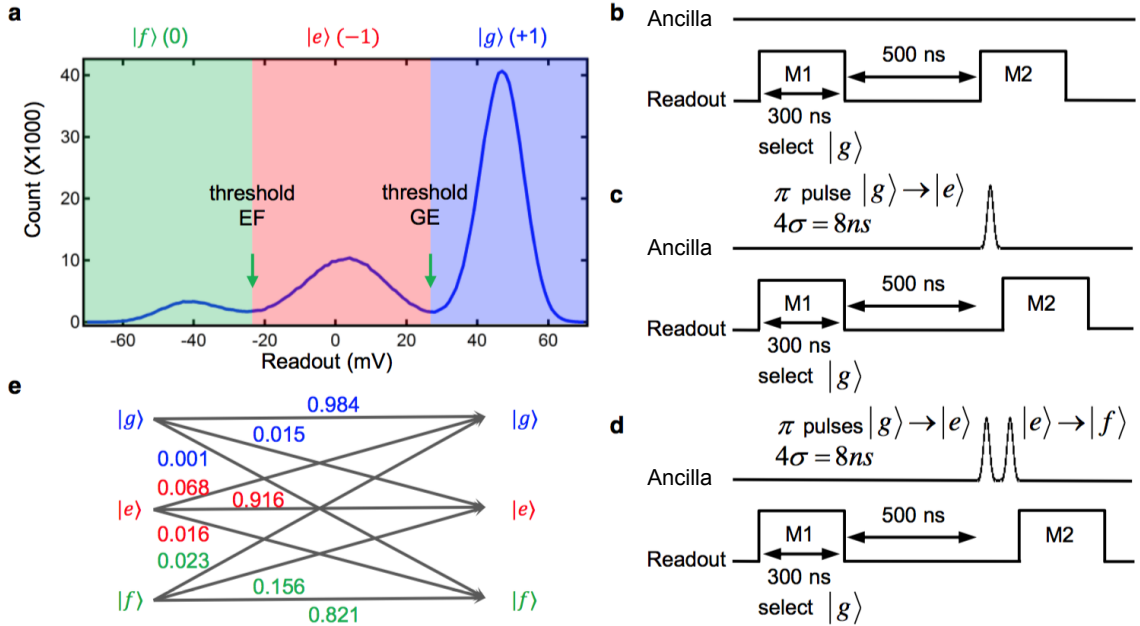 a
|f⟩ (0) |e⟩ (−1) |g⟩ (+1)
Count (X1000)
40
30
20
10
0
threshold
EF
threshold
GE
-60 -40 -20 0 20 40 60
Readout (mV)
b
Ancilla
Readout
M1
500 ns
M2
300 ns
select |g⟩
c
π pulse |g⟩→|e⟩
4σ = 8ns
Ancilla
Readout
M1
500 ns
M2
300 ns
select |g⟩
d
π pulses |g⟩→|e⟩ |e⟩→|f⟩
4σ = 8ns
Ancilla
Readout
M1
500 ns
M2
300 ns
select |g⟩
e
|g⟩ 0.984 |g⟩
0.015
0.001
0.068
|e⟩ 0.916 |e⟩
0.016
0.023
0.156
|f⟩ 0.821 |f⟩